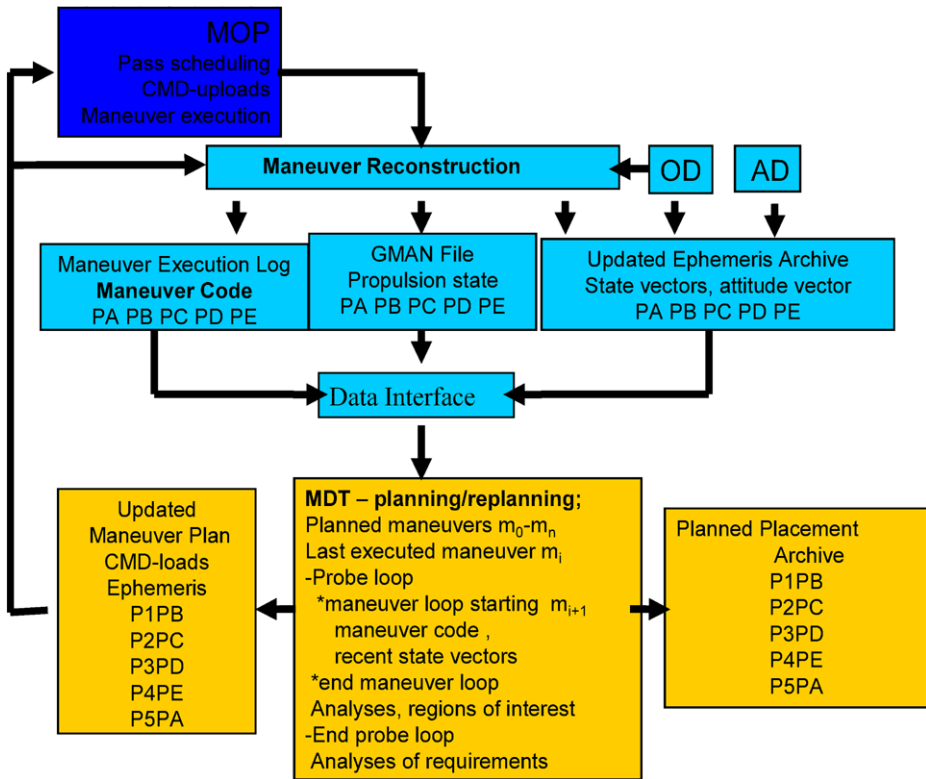 MOP
Pass scheduling
CMD-uploads
Maneuver execution
Maneuver Reconstruction
OD
AD
Maneuver Execution Log
Maneuver Code
PA PB PC PD PE
GMAN File
Propulsion state
PA PB PC PD PE
Updated Ephemeris Archive
State vectors, attitude vector
PA PB PC PD PE
Data Interface
Updated
Maneuver Plan
CMD-loads
Ephemeris
P1PB
P2PC
P3PD
P4PE
P5PA
MDT – planning/replanning;
Planned maneuvers m0-mn
Last executed maneuver mi
-Probe loop
*maneuver loop starting mi+1
maneuver code ,
recent state vectors
*end maneuver loop
Analyses, regions of interest
-End probe loop
Analyses of requirements
Planned Placement
Archive
P1PB
P2PC
P3PD
P4PE
P5PA